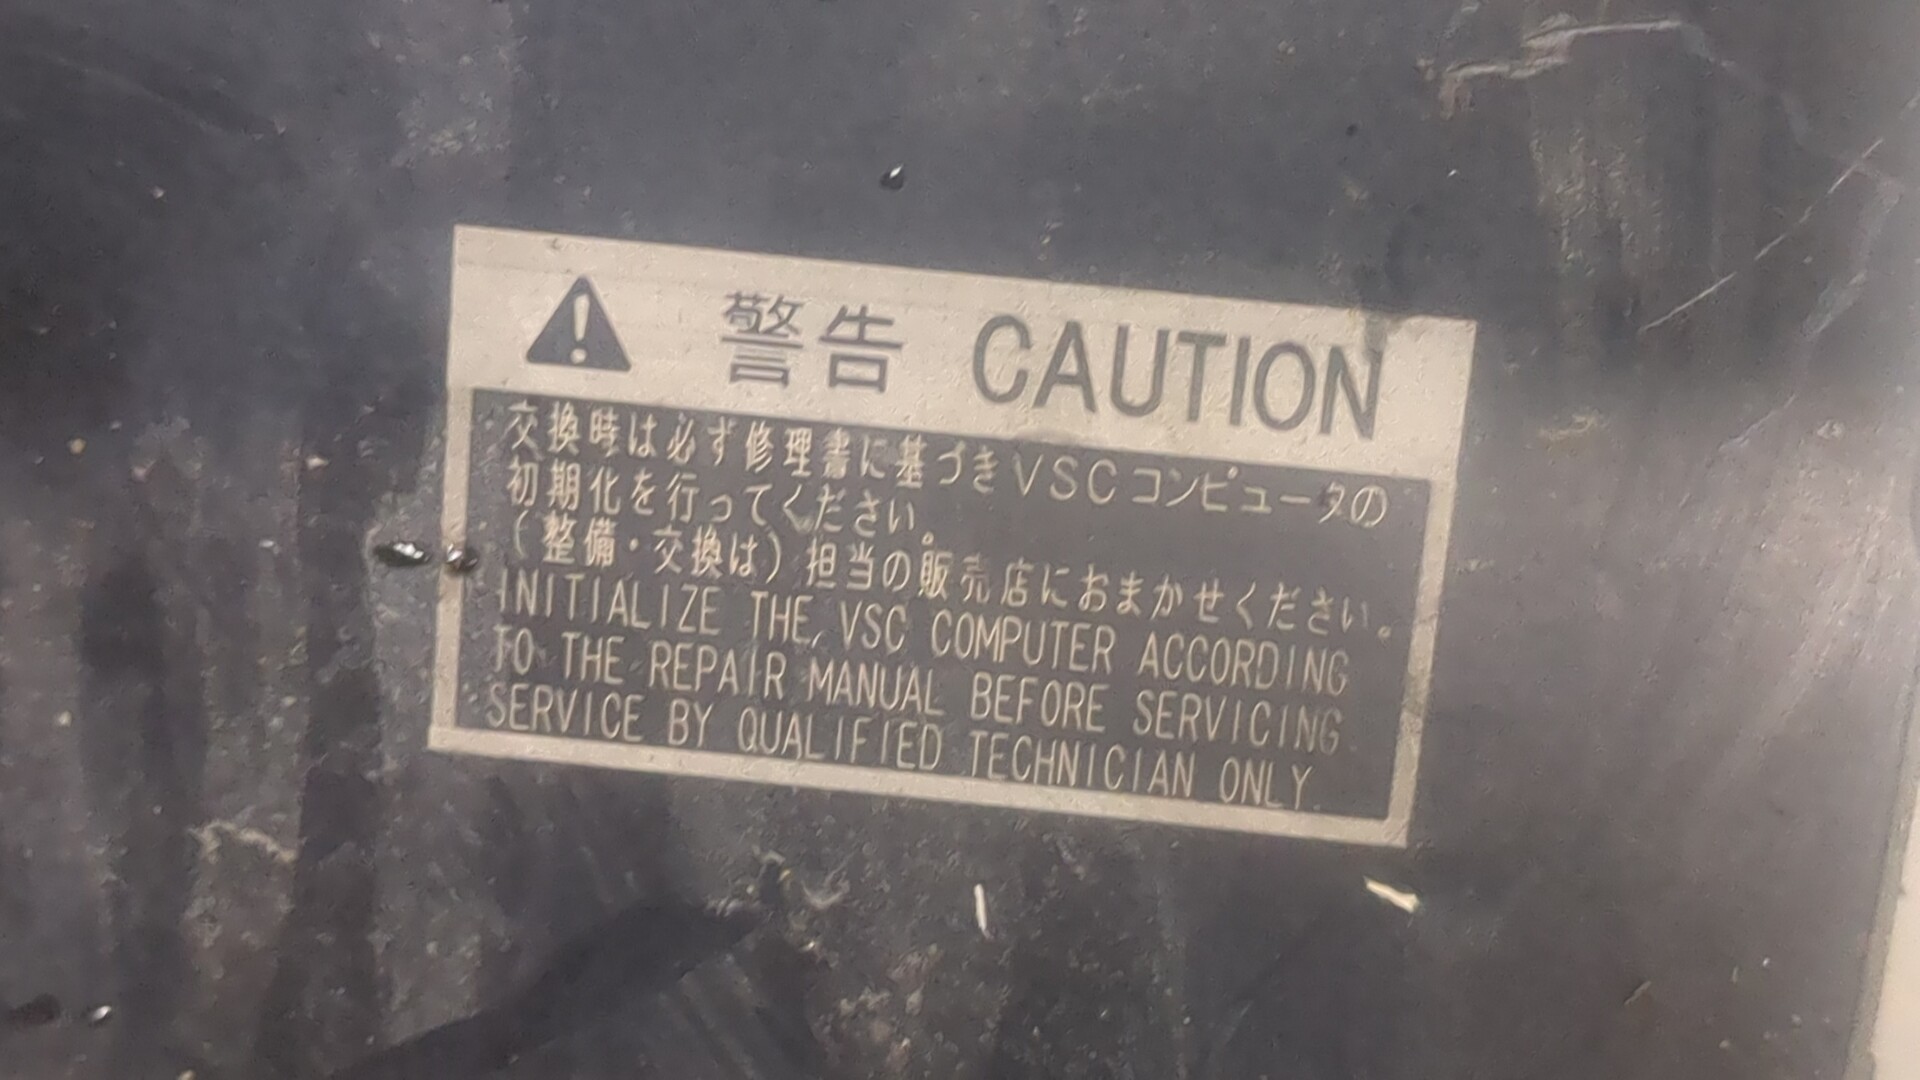 警告 CAUTION
交換時は必ず修理書に基づきVSCコンピュータの
初期化を行ってください。
(整備・交換は)担当の販売店におまかせください。
INITIALIZE THE VSC COMPUTER ACCORDING
TO THE REPAIR MANUAL BEFORE SERVICING.
SERVICE BY QUALIFIED TECHNICIAN ONLY.